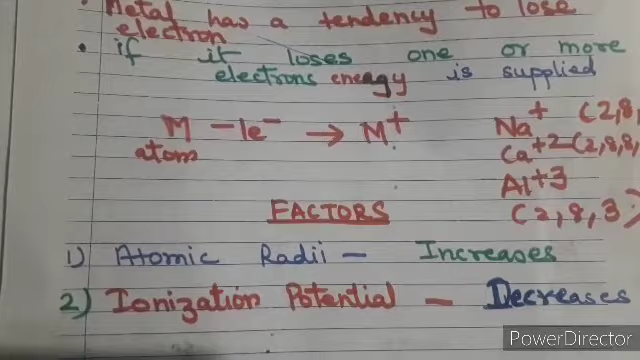 • Metal has a tendency to lose
electron
• if it loses one or more
electrons energy is supplied
M - 1e⁻ → M⁺
atom
Na⁺ (2,8,
Ca⁺² (2,8,8,
Al⁺³
(2,8,3)
FACTORS
1) Atomic Radii - Increases
2) Ionization Potential - Decreases
PowerDirector